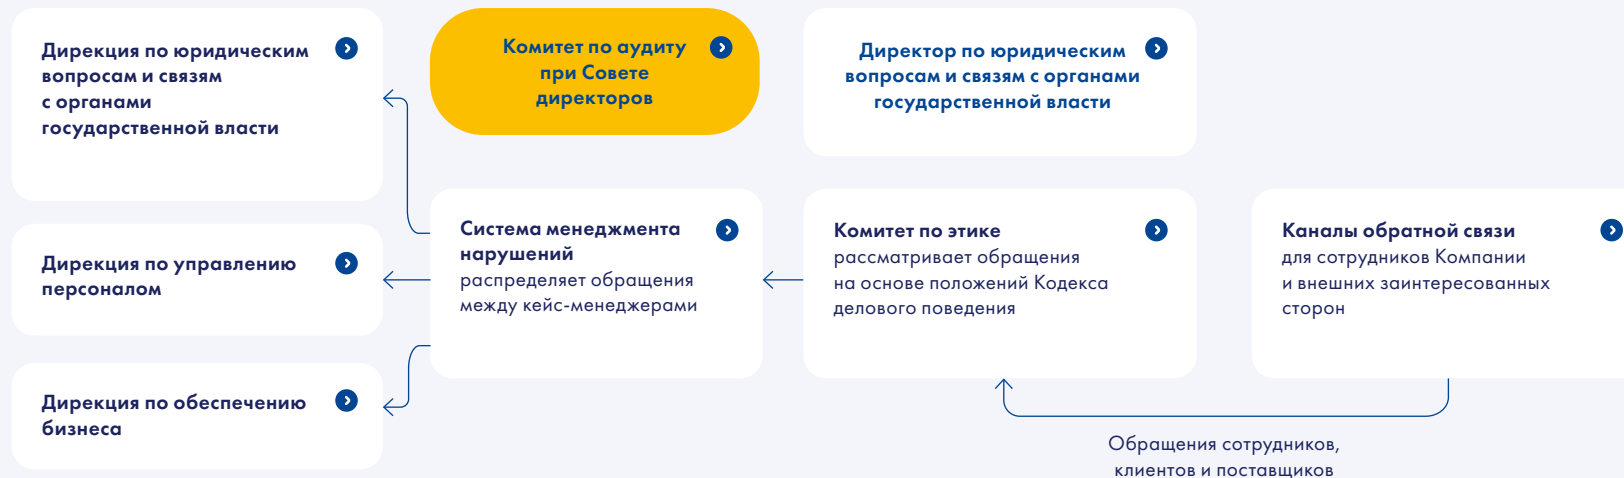 Дирекция по юридическим
вопросам и связям
с органами
государственной власти
Комитет по аудиту
при Совете
директоров
Директор по юридическим
вопросам и связям с органами
государственной власти
Дирекция по управлению
персоналом
Система менеджмента
нарушений
распределяет обращения
между кейс-менеджерами
Комитет по этике
рассматривает обращения
на основе положений Кодекса
делового поведения
Каналы обратной связи
для сотрудников Компании
и внешних заинтересованных
сторон
Дирекция по обеспечению
бизнеса
Обращения сотрудников,
клиентов и поставщиков